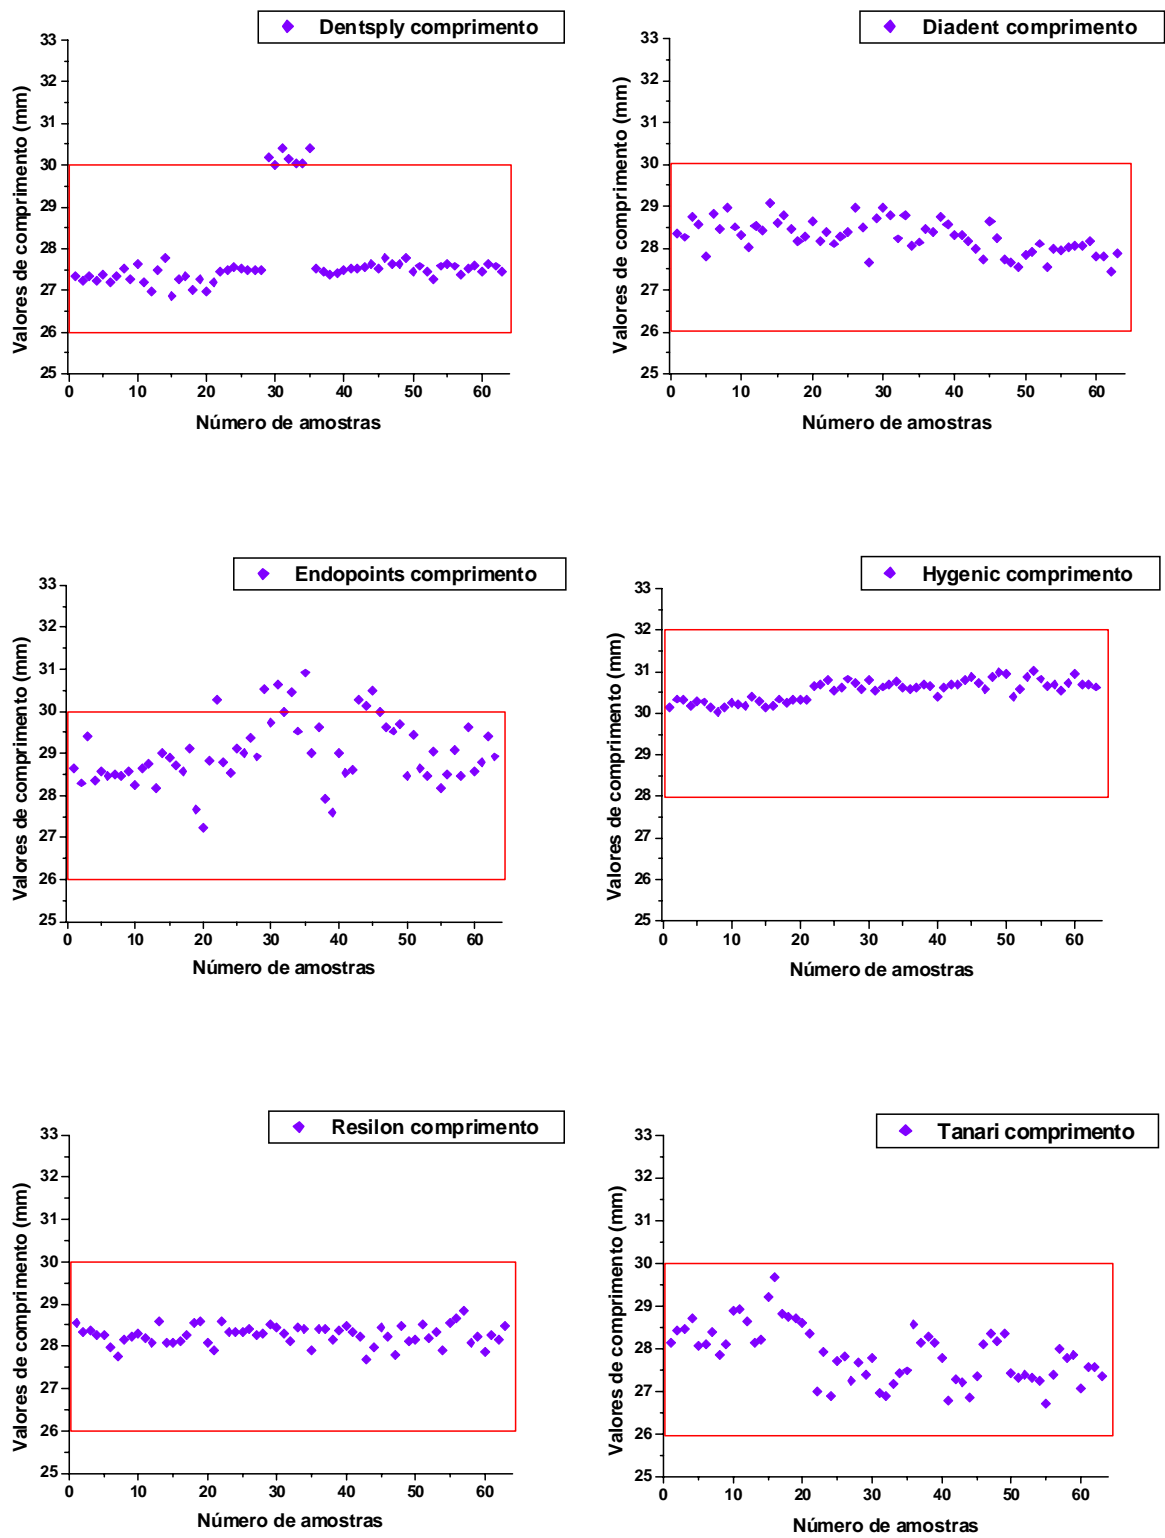 Dentsply comprimento
33
32
31
30
29
28
27
26
25
0 10 20 30 40 50 60
Valores de comprimento (mm)
Número de amostras
Diadent comprimento
33
32
31
30
29
28
27
26
25
0 10 20 30 40 50 60
Valores de comprimento (mm)
Número de amostras
Endopoints comprimento
33
32
31
30
29
28
27
26
25
0 10 20 30 40 50 60
Valores de comprimento (mm)
Número de amostras
Hygenic comprimento
33
32
31
30
29
28
27
26
25
0 10 20 30 40 50 60
Valores de comprimento (mm)
Número de amostras
Resilon comprimento
33
32
31
30
29
28
27
26
25
0 10 20 30 40 50 60
Valores de comprimento (mm)
Número de amostras
Tanari comprimento
33
32
31
30
29
28
27
26
25
0 10 20 30 40 50 60
Valores de comprimento (mm)
Número de amostras